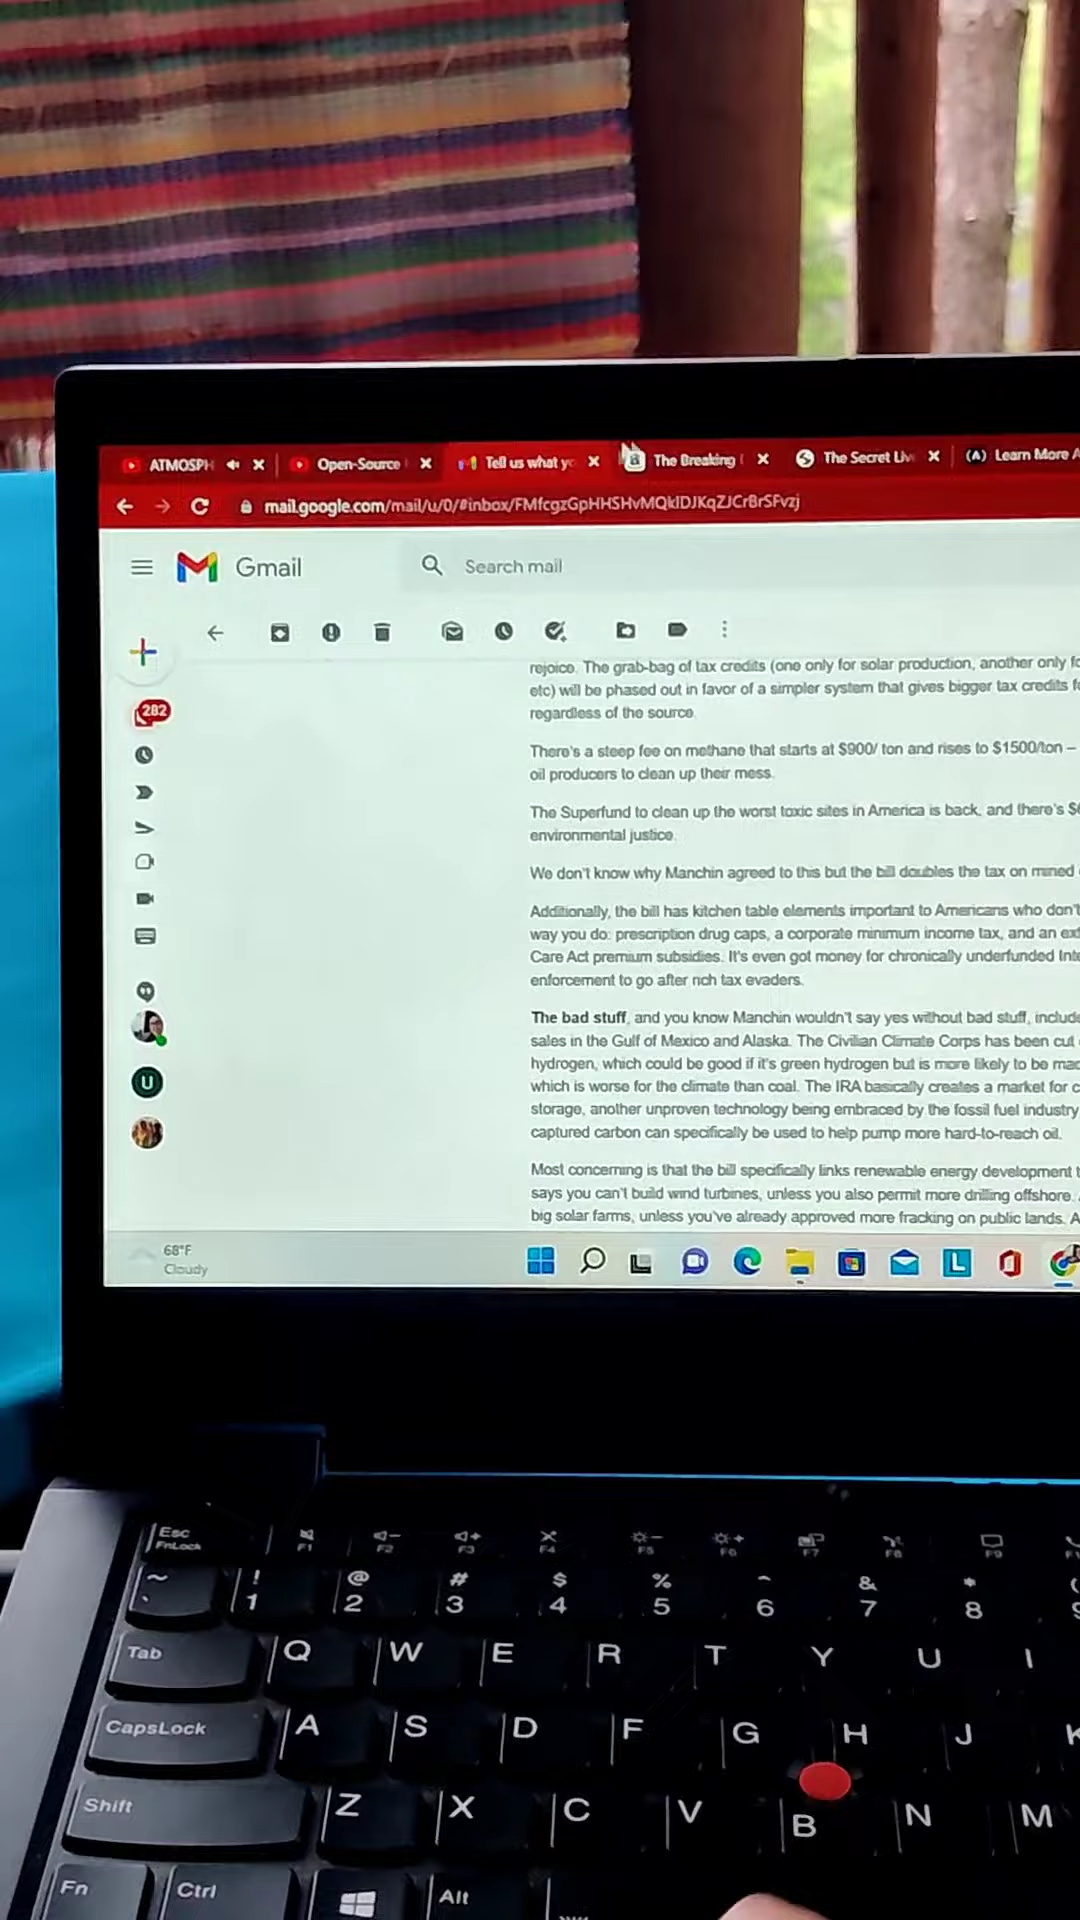 ATMOSPH
Open-Source
Tell us what yo
The Breaking
The Secret Liv
(A) Learn More A
mail.google.com/mail/u/0/#inbox/FMfcgzGpHHSHvMQkIDJKqZJCrBrSFvzj
Gmail
Search mail
282
rejoice. The grab-bag of tax credits (one only for solar production, another only fo
etc) will be phased out in favor of a simpler system that gives bigger tax credits f
regardless of the source.
There's a steep fee on methane that starts at $900/ ton and rises to $1500/ton –
oil producers to clean up their mess.
The Superfund to clean up the worst toxic sites in America is back, and there's $6
environmental justice.
We don't know why Manchin agreed to this but the bill doubles the tax on mined
Additionally, the bill has kitchen table elements important to Americans who don't
way you do: prescription drug caps, a corporate minimum income tax, and an ex
Care Act premium subsidies. It's even got money for chronically underfunded Inte
enforcement to go after rich tax evaders.
The bad stuff, and you know Manchin wouldn't say yes without bad stuff, include
sales in the Gulf of Mexico and Alaska. The Civilian Climate Corps has been cut
hydrogen, which could be good if it's green hydrogen but is more likely to be mad
which is worse for the climate than coal. The IRA basically creates a market for c
storage, another unproven technology being embraced by the fossil fuel industry
captured carbon can specifically be used to help pump more hard-to-reach oil.
Most concerning is that the bill specifically links renewable energy development t
says you can't build wind turbines, unless you also permit more drilling offshore.
big solar farms, unless you've already approved more fracking on public lands. A
U
68°F
Cloudy
L
Esc
FnLock
F1 F2 F3 F4 F5 F6 F7 F8 F9
~ ! @ # $ % ^ & *
` 1 2 3 4 5 6 7 8 9
Tab Q W E R T Y U I
CapsLock A S D F G H J K
Shift Z X C V B N M
Fn Ctrl Alt